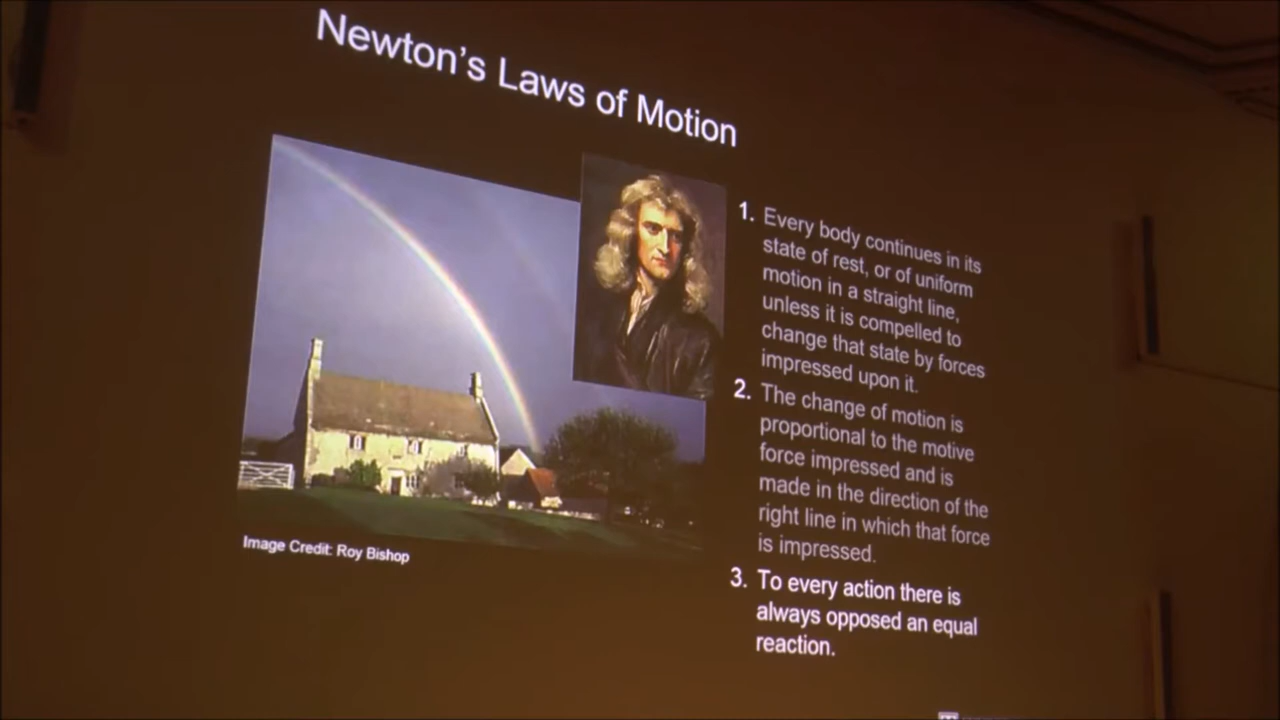 Newton's Laws of Motion
1. Every body continues in its
state of rest, or of uniform
motion in a straight line,
unless it is compelled to
change that state by forces
impressed upon it.
2. The change of motion is
proportional to the motive
force impressed and is
made in the direction of the
right line in which that force
is impressed.
3. To every action there is
always opposed an equal
reaction.
Image Credit: Roy Bishop